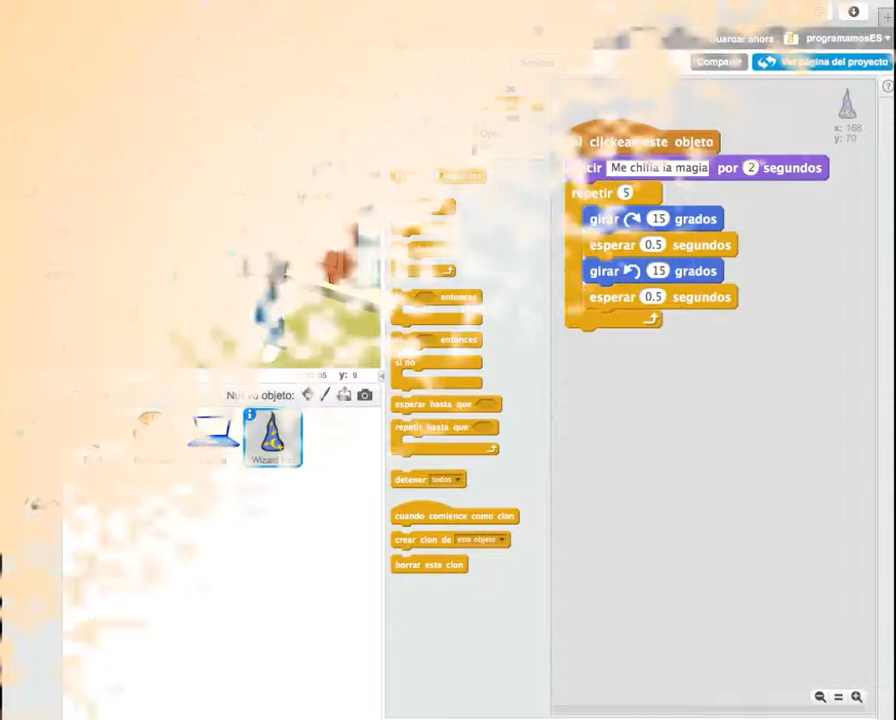 Guardar ahora programamosES
Compartir Ver página del proyecto
Sonidos
x: 168
y: 70
al clickear este objeto
decir Me chifla la magia por 2 segundos
repetir 5
girar 15 grados
esperar 0.5 segundos
girar 15 grados
esperar 0.5 segundos
entonces
entonces
si no
y: 9
Nuevo objeto:
esperar hasta que
repetir hasta que
detener todos
cuando comience como clon
crear clon de este objeto
borrar este clon